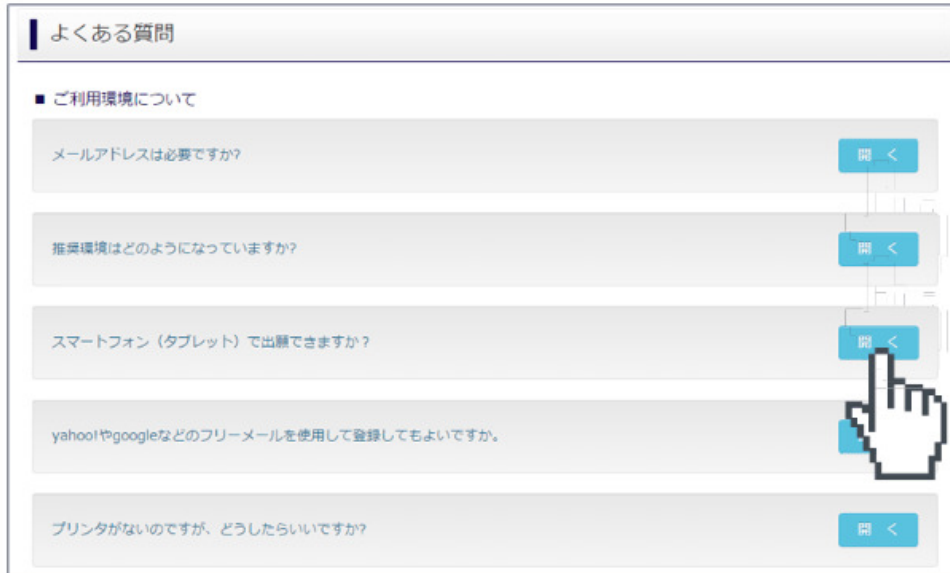 よくある質問
■ ご利用環境について
メールアドレスは必要ですか?
開 く
推奨環境はどのようになっていますか?
開 く
スマートフォン（タブレット）で出願できますか？
開 く
yahoo!やgoogleなどのフリーメールを使用して登録してもよいですか。
プリンタがないのですが、どうしたらいいですか?
開 く